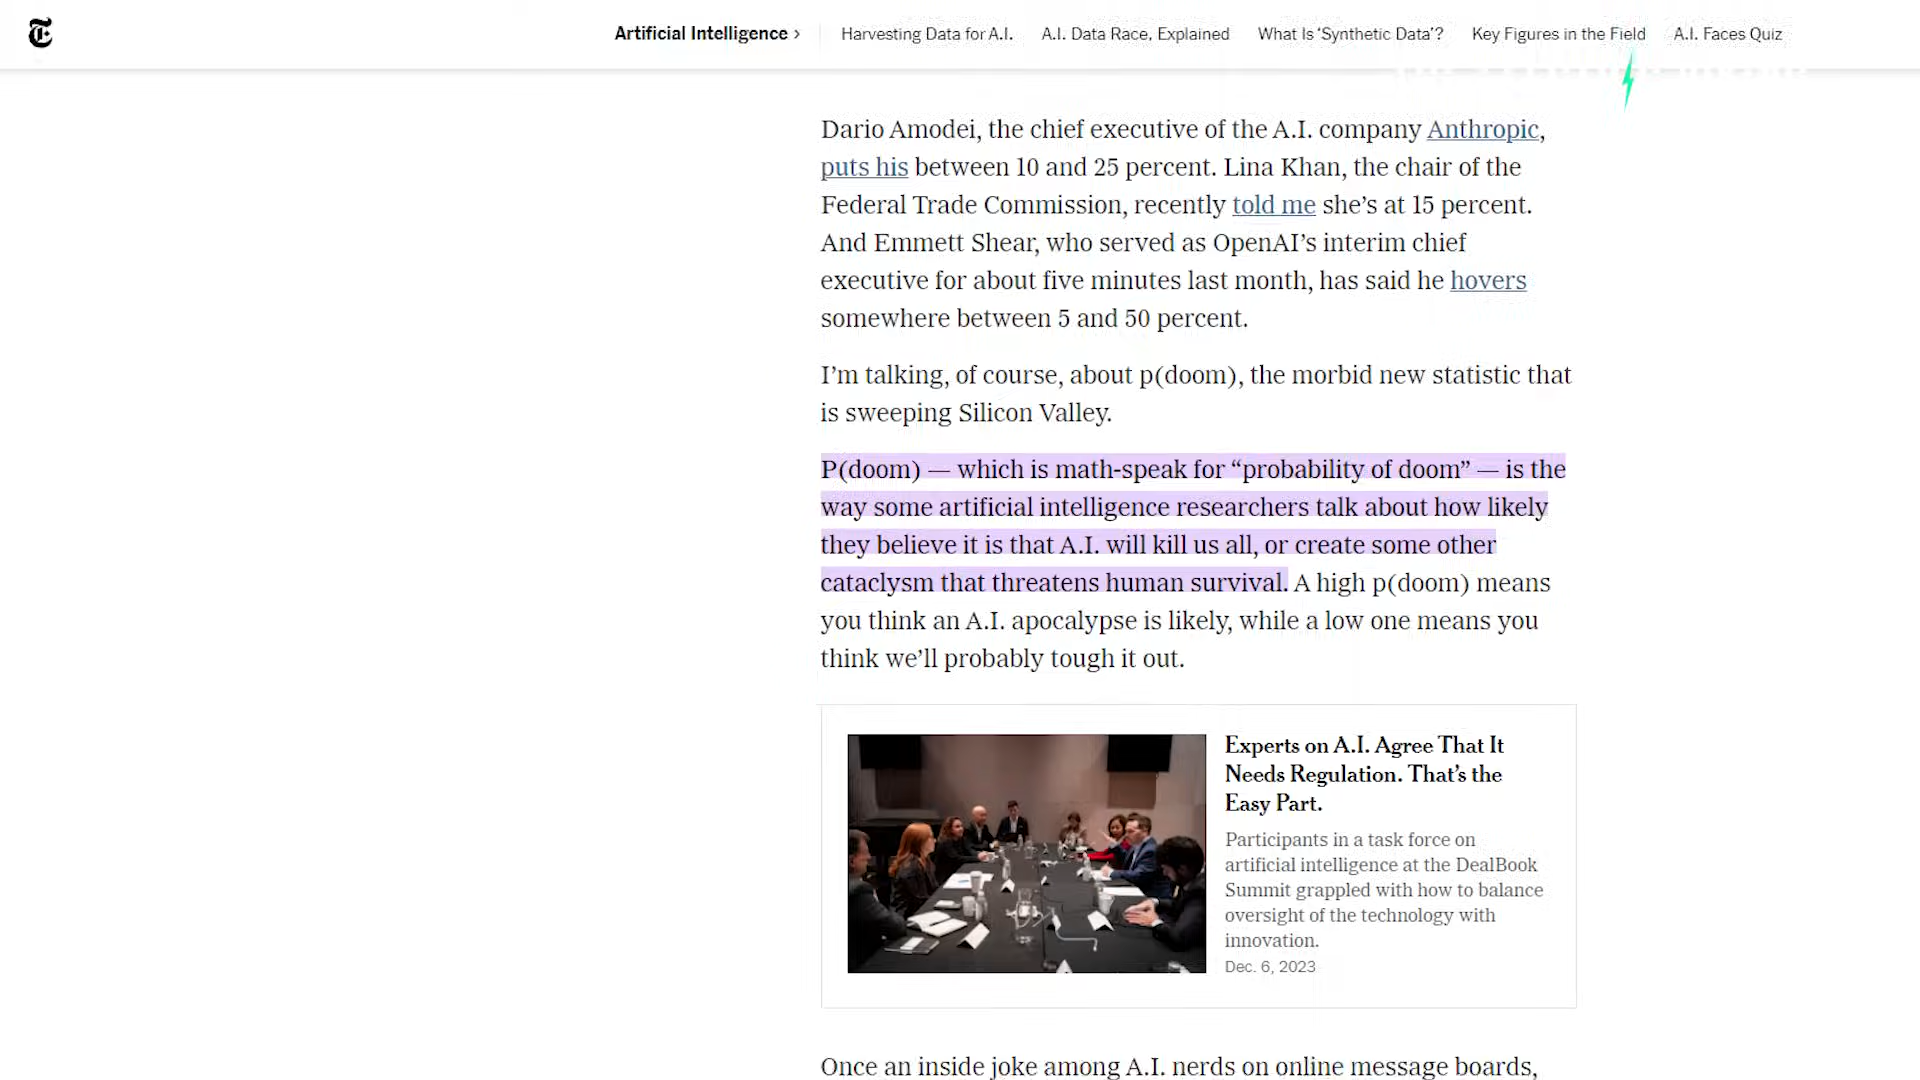 Artificial Intelligence › Harvesting Data for A.I. A.I. Data Race, Explained What Is ‘Synthetic Data’? Key Figures in the Field A.I. Faces Quiz
Dario Amodei, the chief executive of the A.I. company Anthropic,
puts his between 10 and 25 percent. Lina Khan, the chair of the
Federal Trade Commission, recently told me she’s at 15 percent.
And Emmett Shear, who served as OpenAI’s interim chief
executive for about five minutes last month, has said he hovers
somewhere between 5 and 50 percent.
I’m talking, of course, about p(doom), the morbid new statistic that
is sweeping Silicon Valley.
P(doom) — which is math-speak for “probability of doom” — is the
way some artificial intelligence researchers talk about how likely
they believe it is that A.I. will kill us all, or create some other
cataclysm that threatens human survival. A high p(doom) means
you think an A.I. apocalypse is likely, while a low one means you
think we’ll probably tough it out.
Experts on A.I. Agree That It
Needs Regulation. That’s the
Easy Part.
Participants in a task force on
artificial intelligence at the DealBook
Summit grappled with how to balance
oversight of the technology with
innovation.
Dec. 6, 2023
Once an inside joke among A.I. nerds on online message boards,